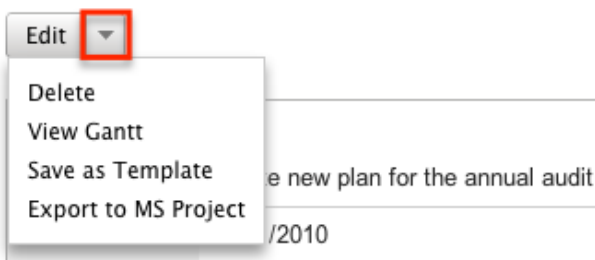 Edit
Delete
View Gantt
Save as Template
e new plan for the annual audit
Export to MS Project
/2010